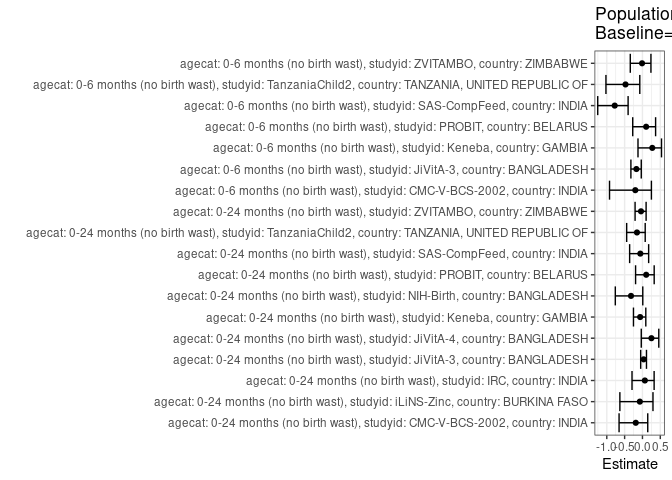 Population
Baseline=
agecat: 0-6 months (no birth wast), studyid: ZVITAMBO, country: ZIMBABWE
agecat: 0-6 months (no birth wast), studyid: TanzaniaChild2, country: TANZANIA, UNITED REPUBLIC OF
agecat: 0-6 months (no birth wast), studyid: SAS-CompFeed, country: INDIA
agecat: 0-6 months (no birth wast), studyid: PROBIT, country: BELARUS
agecat: 0-6 months (no birth wast), studyid: Keneba, country: GAMBIA
agecat: 0-6 months (no birth wast), studyid: JiVitA-3, country: BANGLADESH
agecat: 0-6 months (no birth wast), studyid: CMC-V-BCS-2002, country: INDIA
agecat: 0-24 months (no birth wast), studyid: ZVITAMBO, country: ZIMBABWE
agecat: 0-24 months (no birth wast), studyid: TanzaniaChild2, country: TANZANIA, UNITED REPUBLIC OF
agecat: 0-24 months (no birth wast), studyid: SAS-CompFeed, country: INDIA
agecat: 0-24 months (no birth wast), studyid: PROBIT, country: BELARUS
agecat: 0-24 months (no birth wast), studyid: NIH-Birth, country: BANGLADESH
agecat: 0-24 months (no birth wast), studyid: Keneba, country: GAMBIA
agecat: 0-24 months (no birth wast), studyid: JiVitA-4, country: BANGLADESH
agecat: 0-24 months (no birth wast), studyid: JiVitA-3, country: BANGLADESH
agecat: 0-24 months (no birth wast), studyid: IRC, country: INDIA
agecat: 0-24 months (no birth wast), studyid: iLiNS-Zinc, country: BURKINA FASO
agecat: 0-24 months (no birth wast), studyid: CMC-V-BCS-2002, country: INDIA
-1.0 -0.5 0.0 0.5
Estimate